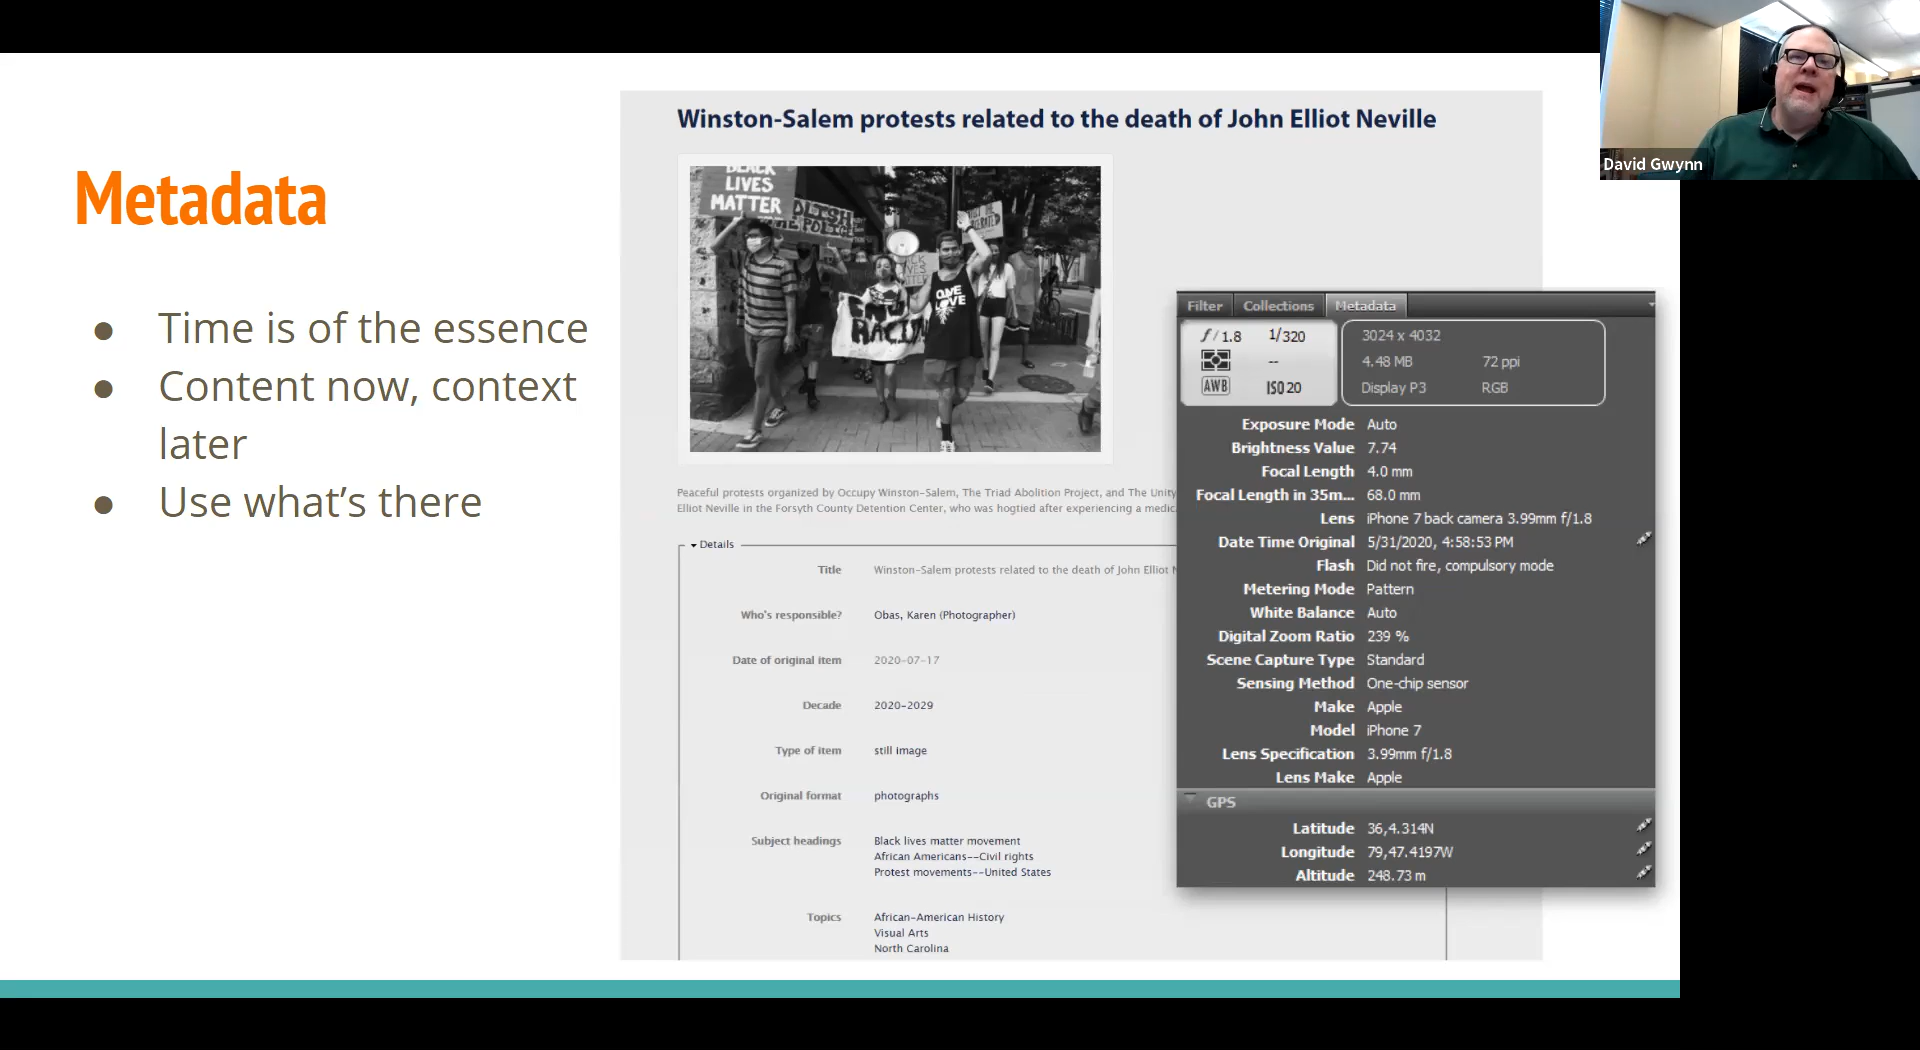 Metadata
● Time is of the essence
● Content now, context
later
● Use what's there
Winston-Salem protests related to the death of John Elliot Neville
BLACK
LIVES
MATTER
THE POLICE
END
RACISM
ONE
LOVE
Peaceful protests organized by Occupy Winston-Salem, The Triad Abolition Project, and The Unity
Elliot Neville in the Forsyth County Detention Center, who was hogtied after experiencing a medic
Details
Title Winston-Salem protests related to the death of John Elliot N
Who's responsible? Obas, Karen (Photographer)
Date of original item 2020-07-17
Decade 2020-2029
Type of item still image
Original format photographs
Subject headings Black lives matter movement
African Americans--Civil rights
Protest movements--United States
Topics African-American History
Visual Arts
North Carolina
Filter Collections Metadata
f/1.8 1/320
--
AWB ISO 20
3024 x 4032
4.48 MB 72 ppi
Display P3 RGB
Exposure Mode Auto
Brightness Value 7.74
Focal Length 4.0 mm
Focal Length in 35m... 68.0 mm
Lens iPhone 7 back camera 3.99mm f/1.8
Date Time Original 5/31/2020, 4:58:53 PM
Flash Did not fire, compulsory mode
Metering Mode Pattern
White Balance Auto
Digital Zoom Ratio 239 %
Scene Capture Type Standard
Sensing Method One-chip sensor
Make Apple
Model iPhone 7
Lens Specification 3.99mm f/1.8
Lens Make Apple
GPS
Latitude 36,4.314N
Longitude 79,47.4197W
Altitude 248.73 m
David Gwynn